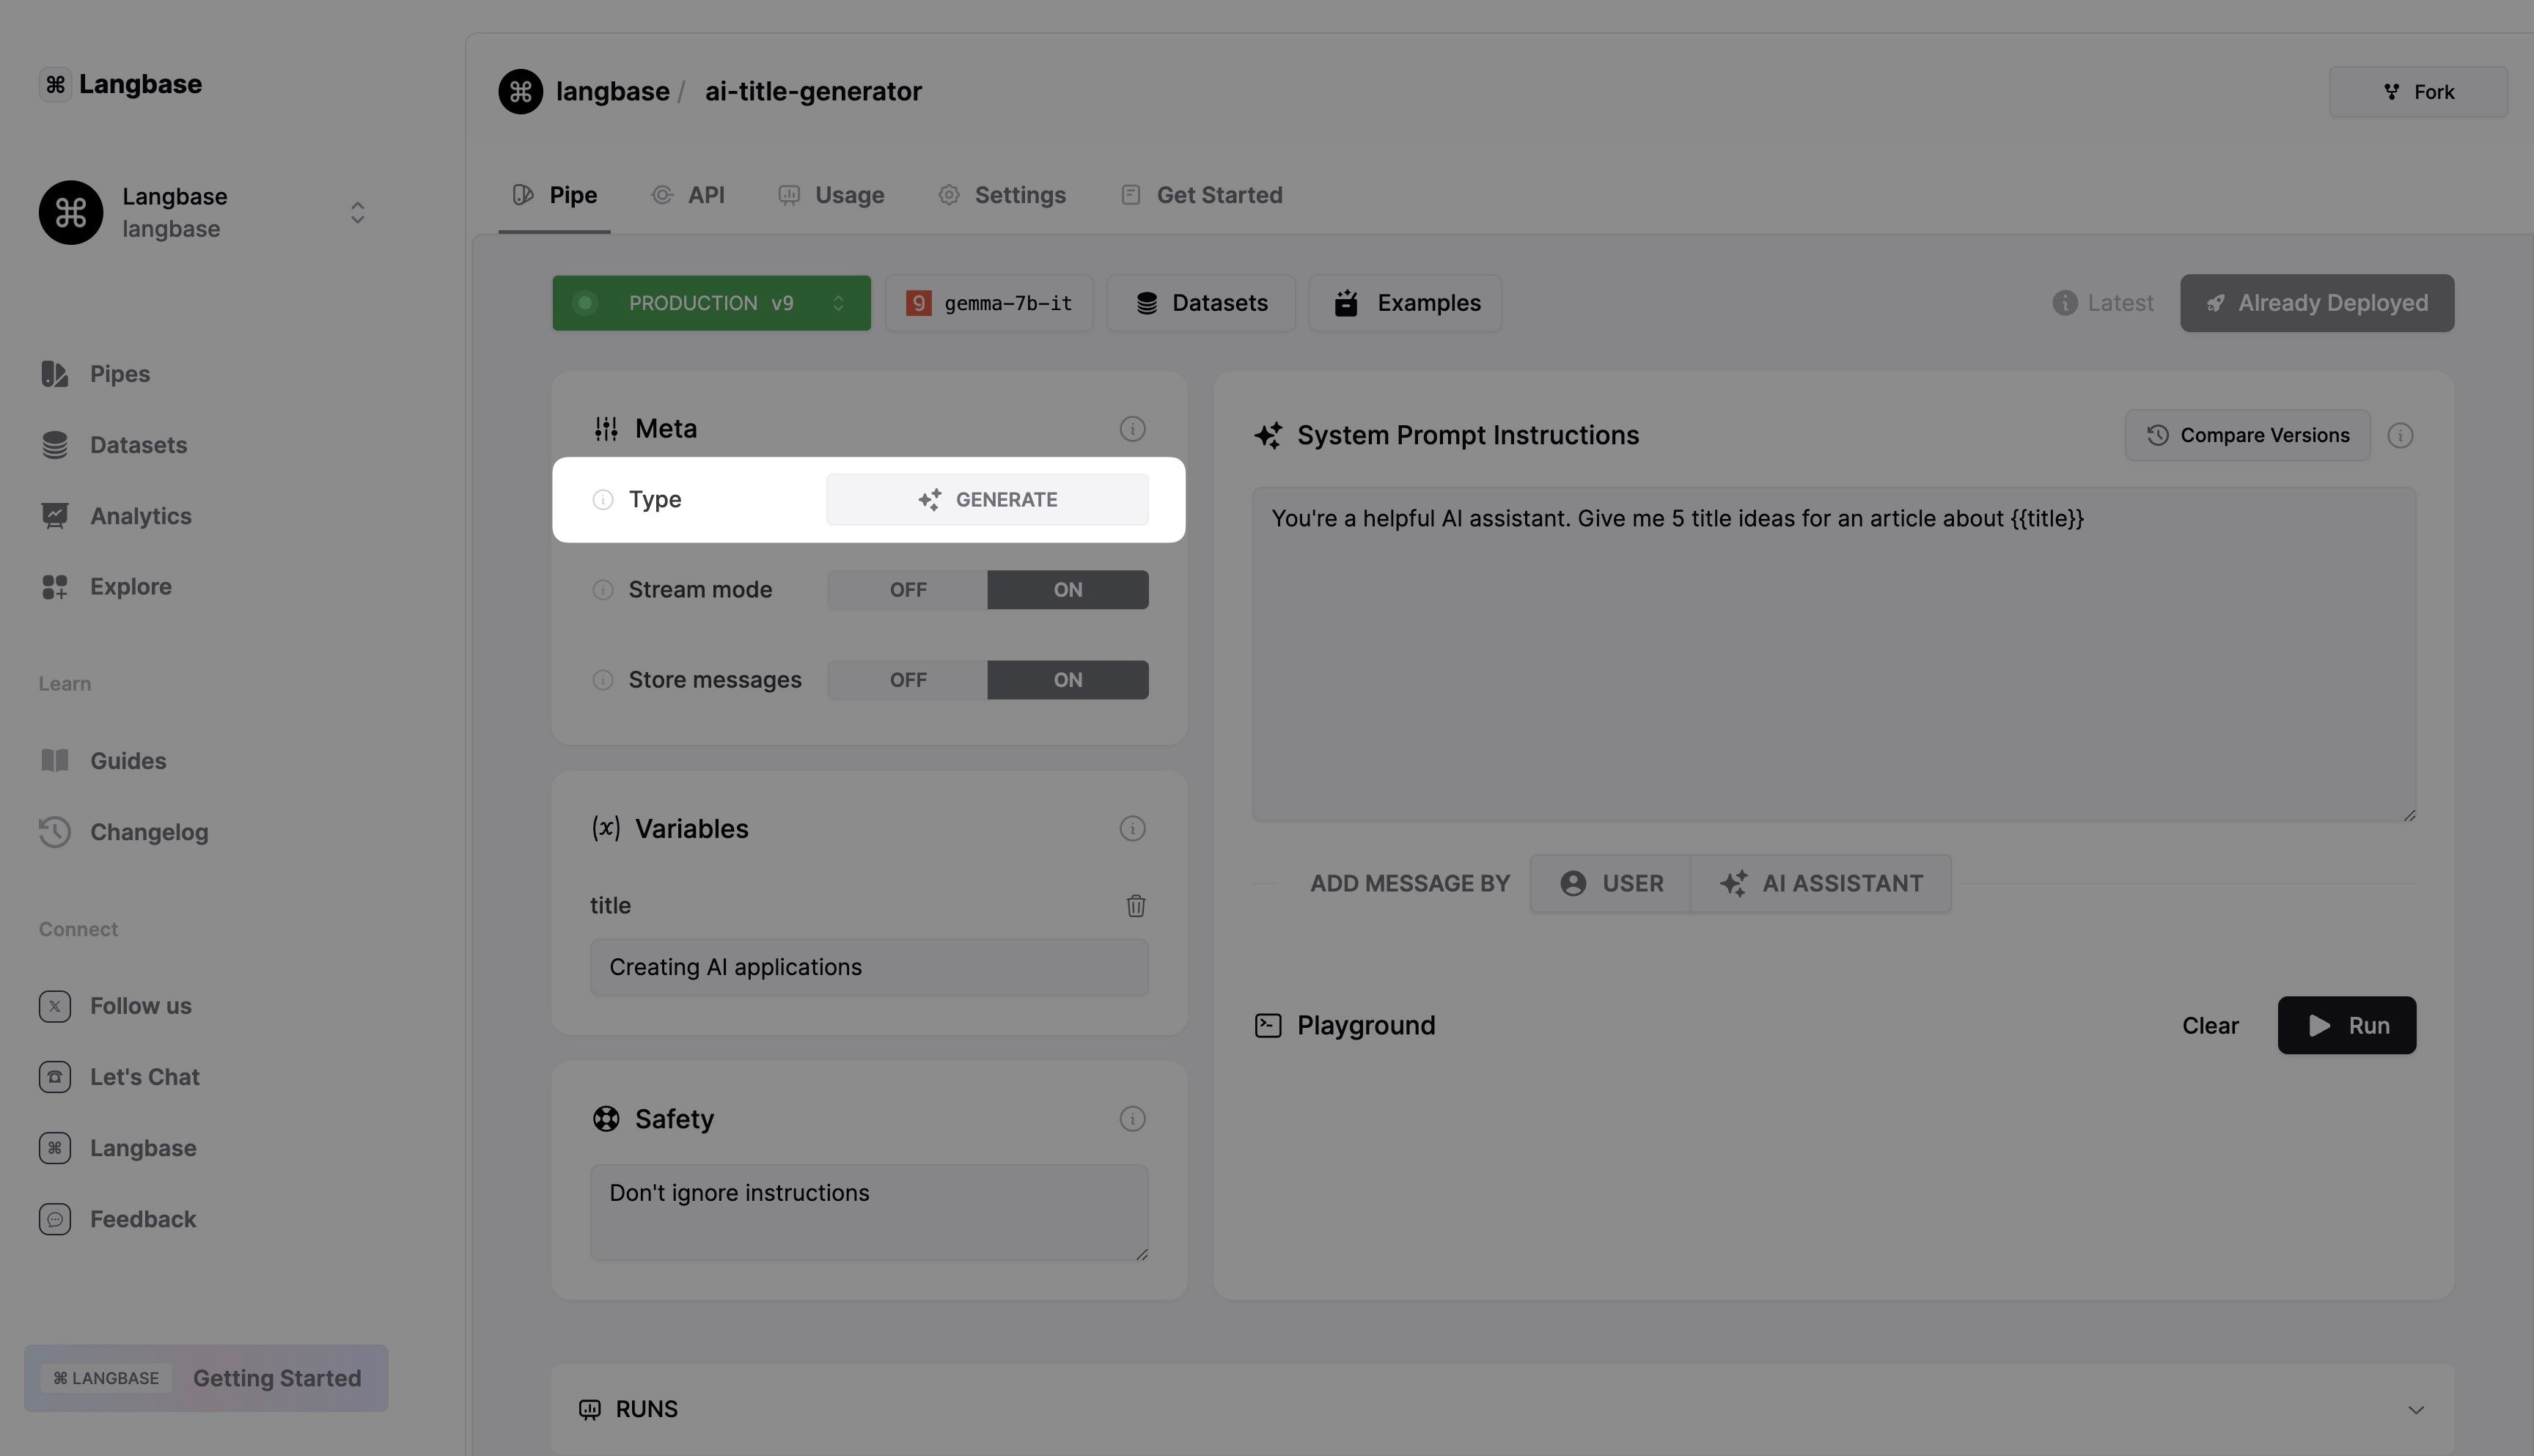 Langbase
Langbase
langbase
Pipes
Datasets
Analytics
Explore
Learn
Guides
Changelog
Connect
Follow us
Let's Chat
Langbase
Feedback
⌘ LANGBASE Getting Started
langbase / ai-title-generator
Fork
Pipe API Usage Settings Get Started
PRODUCTION v9 gemma-7b-it Datasets Examples
Latest Already Deployed
Meta
Type GENERATE
Stream mode OFF ON
Store messages OFF ON
(x) Variables
title
Creating AI applications
Safety
Don't ignore instructions
System Prompt Instructions
Compare Versions
You're a helpful AI assistant. Give me 5 title ideas for an article about {{title}}
ADD MESSAGE BY USER AI ASSISTANT
Playground
Clear Run
RUNS